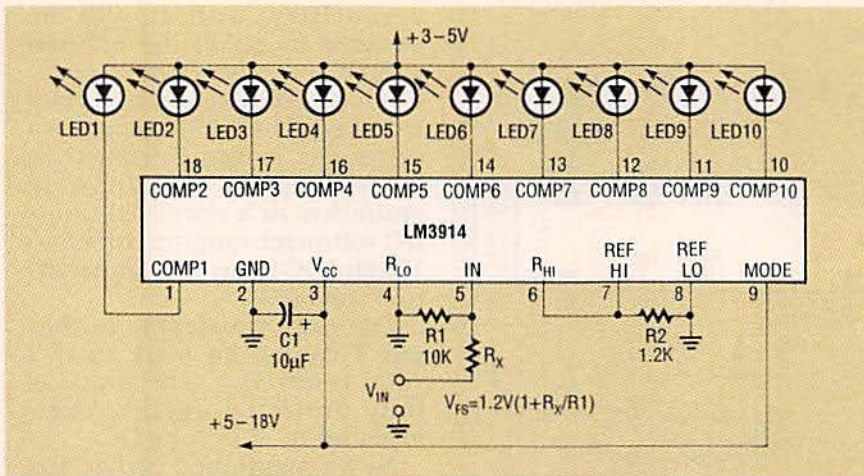 +3–5V
LED1 LED2 LED3 LED4 LED5 LED6 LED7 LED8 LED9 LED10
18 17 16 15 14 13 12 11 10
COMP2 COMP3 COMP4 COMP5 COMP6 COMP7 COMP8 COMP9 COMP10
LM3914
COMP1 GND VCC RLO IN RHI REF HI REF LO MODE
1 2 3 4 5 6 7 8 9
C1
10µF
+
R1
10K
RX
R2
1.2K
VIN
VFS=1.2V(1+RX/R1)
+5–18V